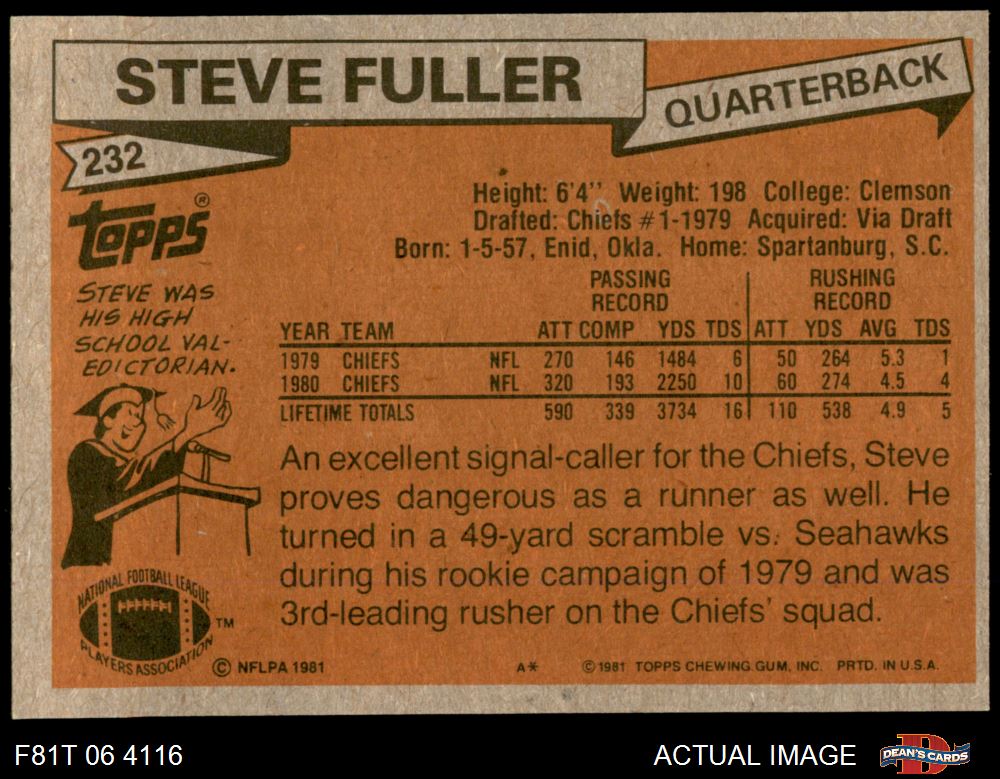 STEVE FULLER
QUARTERBACK
232
topps®
Height: 6'4'' Weight: 198 College: Clemson
Drafted: Chiefs #1-1979 Acquired: Via Draft
Born: 1-5-57, Enid, Okla. Home: Spartanburg, S.C.
STEVE WAS
HIS HIGH
SCHOOL VAL-
EDICTORIAN.
PASSING RUSHING
RECORD RECORD
YEAR TEAM ATT COMP YDS TDS ATT YDS AVG TDS
1979 CHIEFS NFL 270 146 1484 6 50 264 5.3 1
1980 CHIEFS NFL 320 193 2250 10 60 274 4.5 4
LIFETIME TOTALS 590 339 3734 16 110 538 4.9 5
An excellent signal-caller for the Chiefs, Steve
proves dangerous as a runner as well. He
turned in a 49-yard scramble vs. Seahawks
during his rookie campaign of 1979 and was
3rd-leading rusher on the Chiefs' squad.
NATIONAL FOOTBALL LEAGUE
PLAYERS ASSOCIATION
TM
© NFLPA 1981 A* © 1981 TOPPS CHEWING GUM, INC. PRTD. IN U.S.A.
F81T 06 4116 ACTUAL IMAGE DEAN'S CARDS